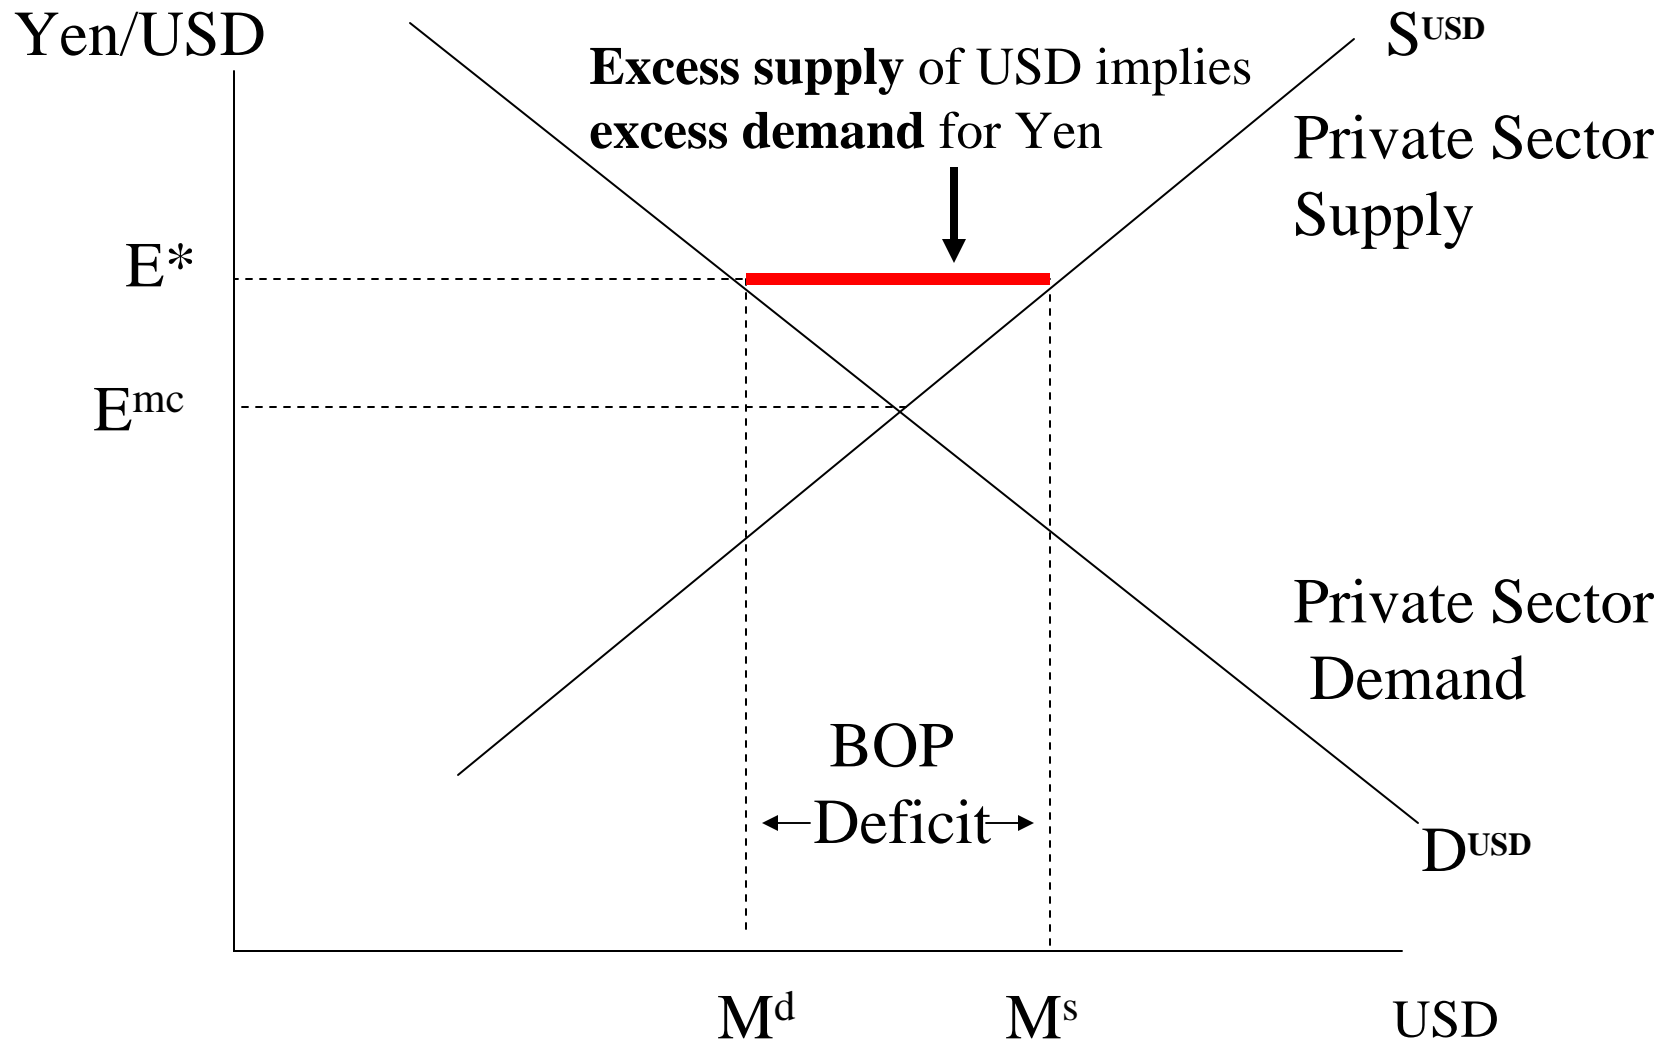 Yen/USD
S^USD
Excess supply of USD implies
excess demand for Yen
Private Sector
Supply
E*
E^mc
Private Sector
Demand
BOP
Deficit
D^USD
M^d
M^s
USD